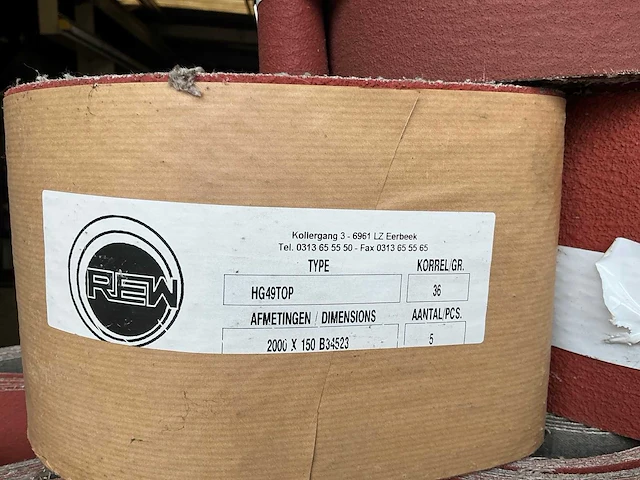 Kollergang 3 - 6961 LZ Eerbeek
Tel. 0313 65 55 50 - Fax 0313 65 55 65
TYPE KORREL/GR.
HG49TOP 36
AFMETINGEN / DIMENSIONS AANTAL/PCS.
2000 X 150 B34523 5